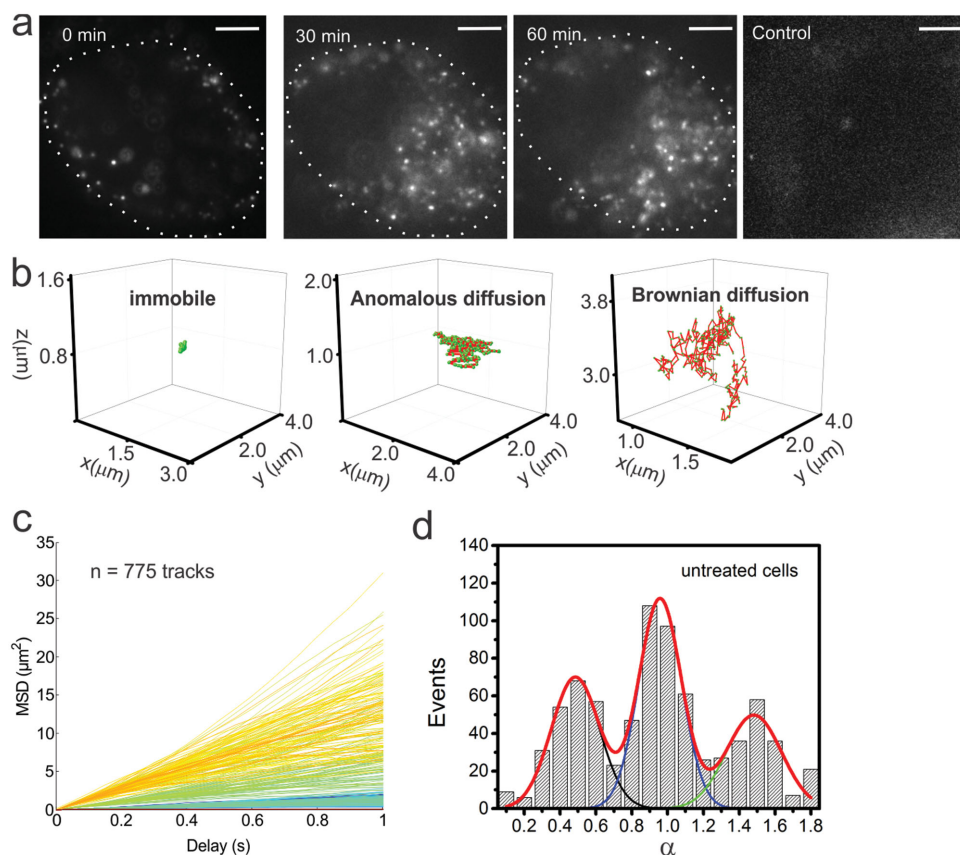 a
0 min
30 min
60 min
Control
b
immobile
Anomalous diffusion
Brownian diffusion
1.6
0.8
z(µm)
x(µm)
1.5
3.0
y (µm)
2.0
4.0
2.0
1.0
x(µm)
2.0
4.0
y (µm)
2.0
4.0
3.8
3.0
1.0
x(µm)
1.5
y (µm)
2.0
4.0
c
n = 775 tracks
MSD (µm²)
35
30
25
20
15
10
5
0
0
0.2
0.4
0.6
0.8
1
Delay (s)
d
untreated cells
Events
140
120
100
80
60
40
20
0
0.2 0.4 0.6 0.8 1.0 1.2 1.4 1.6 1.8
α